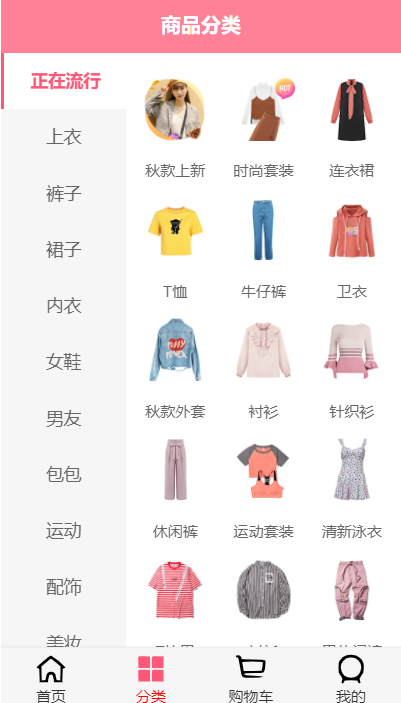 商品分类
正在流行
上衣
裤子
裙子
内衣
女鞋
男友
包包
运动
配饰
美妆
HOT
秋款上新 时尚套装 连衣裙
T恤 牛仔裤 卫衣
秋款外套 衬衫 针织衫
休闲裤 运动套装 清新泳衣
首页 分类 购物车 我的